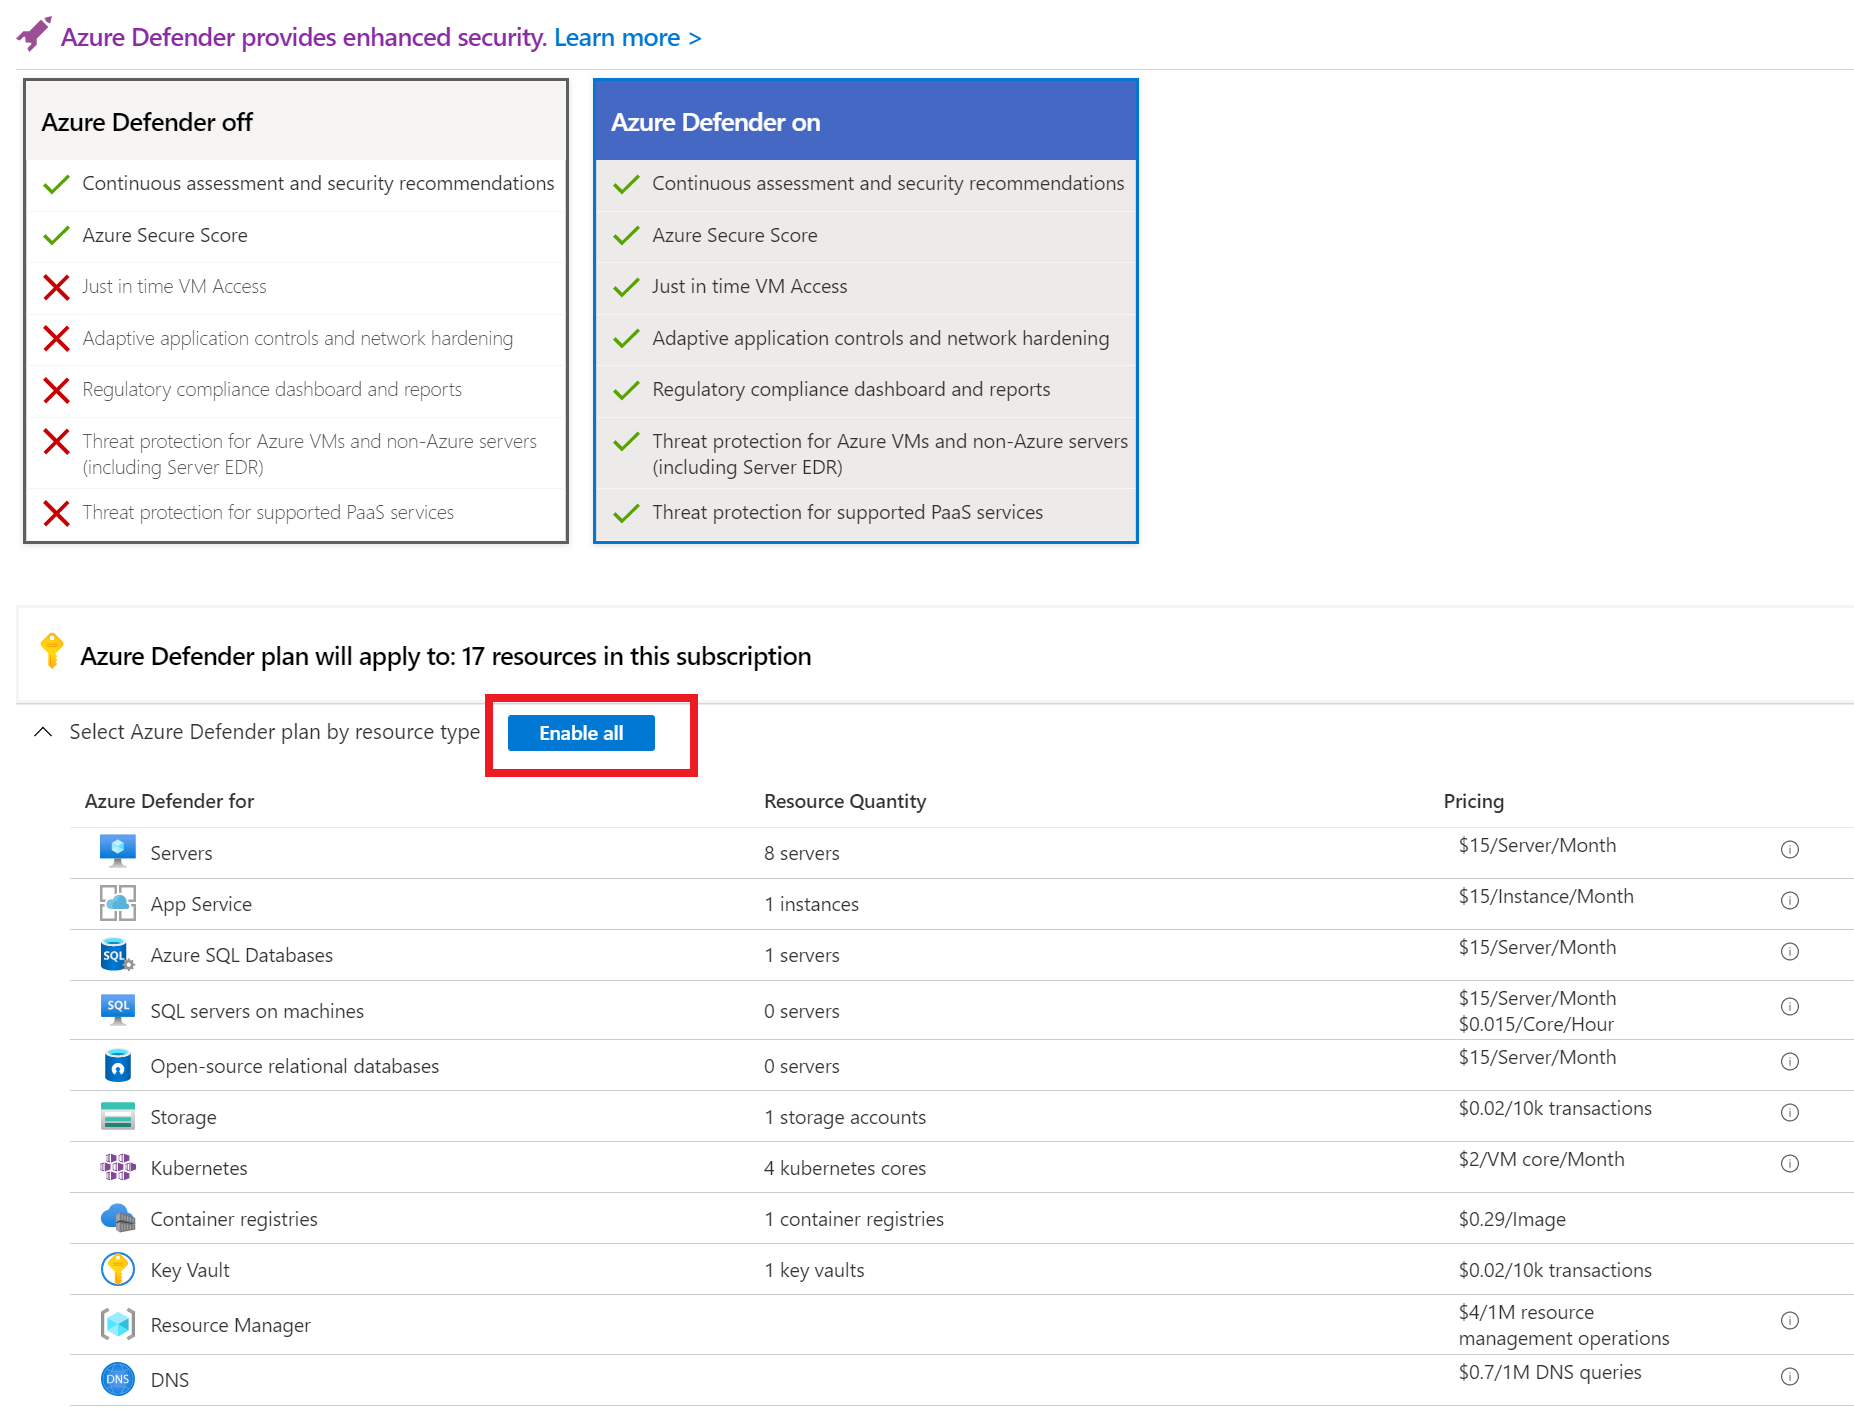 Azure Defender provides enhanced security. Learn more >
Azure Defender off
Continuous assessment and security recommendations
Azure Secure Score
Just in time VM Access
Adaptive application controls and network hardening
Regulatory compliance dashboard and reports
Threat protection for Azure VMs and non-Azure servers
(including Server EDR)
Threat protection for supported PaaS services
Azure Defender on
Continuous assessment and security recommendations
Azure Secure Score
Just in time VM Access
Adaptive application controls and network hardening
Regulatory compliance dashboard and reports
Threat protection for Azure VMs and non-Azure servers
(including Server EDR)
Threat protection for supported PaaS services
Azure Defender plan will apply to: 17 resources in this subscription
Select Azure Defender plan by resource type Enable all
Azure Defender for Resource Quantity Pricing
Servers 8 servers $15/Server/Month
App Service 1 instances $15/Instance/Month
SQL Azure SQL Databases 1 servers $15/Server/Month
SQL SQL servers on machines 0 servers $15/Server/Month
$0.015/Core/Hour
Open-source relational databases 0 servers $15/Server/Month
Storage 1 storage accounts $0.02/10k transactions
Kubernetes 4 kubernetes cores $2/VM core/Month
Container registries 1 container registries $0.29/Image
Key Vault 1 key vaults $0.02/10k transactions
Resource Manager $4/1M resource
management operations
DNS DNS $0.7/1M DNS queries